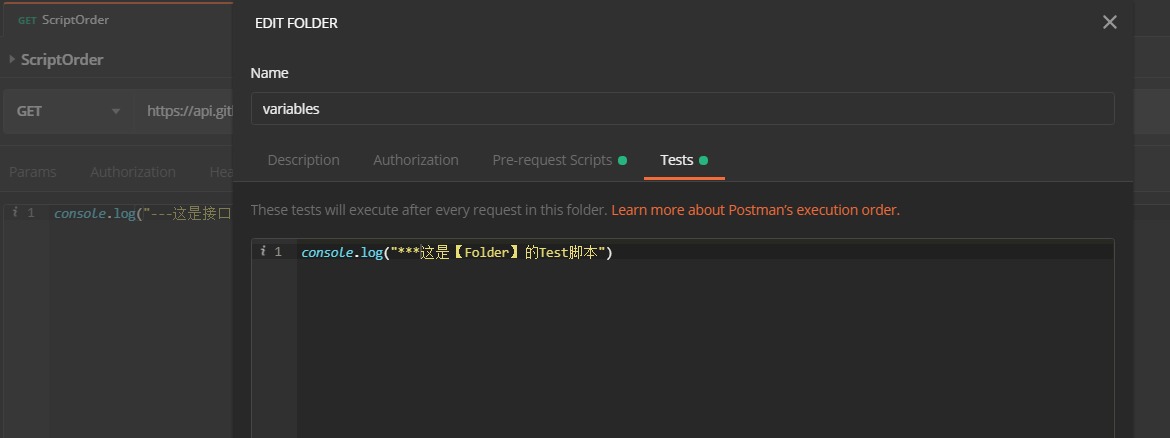 GET ScriptOrder
EDIT FOLDER
ScriptOrder
Name
GET https://api.gitl
variables
Params Authorization Hea
Description Authorization Pre-request Scripts Tests
These tests will execute after every request in this folder. Learn more about Postman's execution order.
i 1 console.log("---这是接口
i 1 console.log("***这是【Folder】的Test脚本")